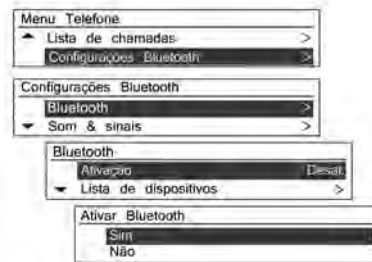 Menu Telefone
Lista de chamadas >
Configurações Bluetooth >
Configurações Bluetooth
Bluetooth >
Som & sinais >
Bluetooth
Ativação Desat
Lista de dispositivos >
Ativar Bluetooth
Sim
Não